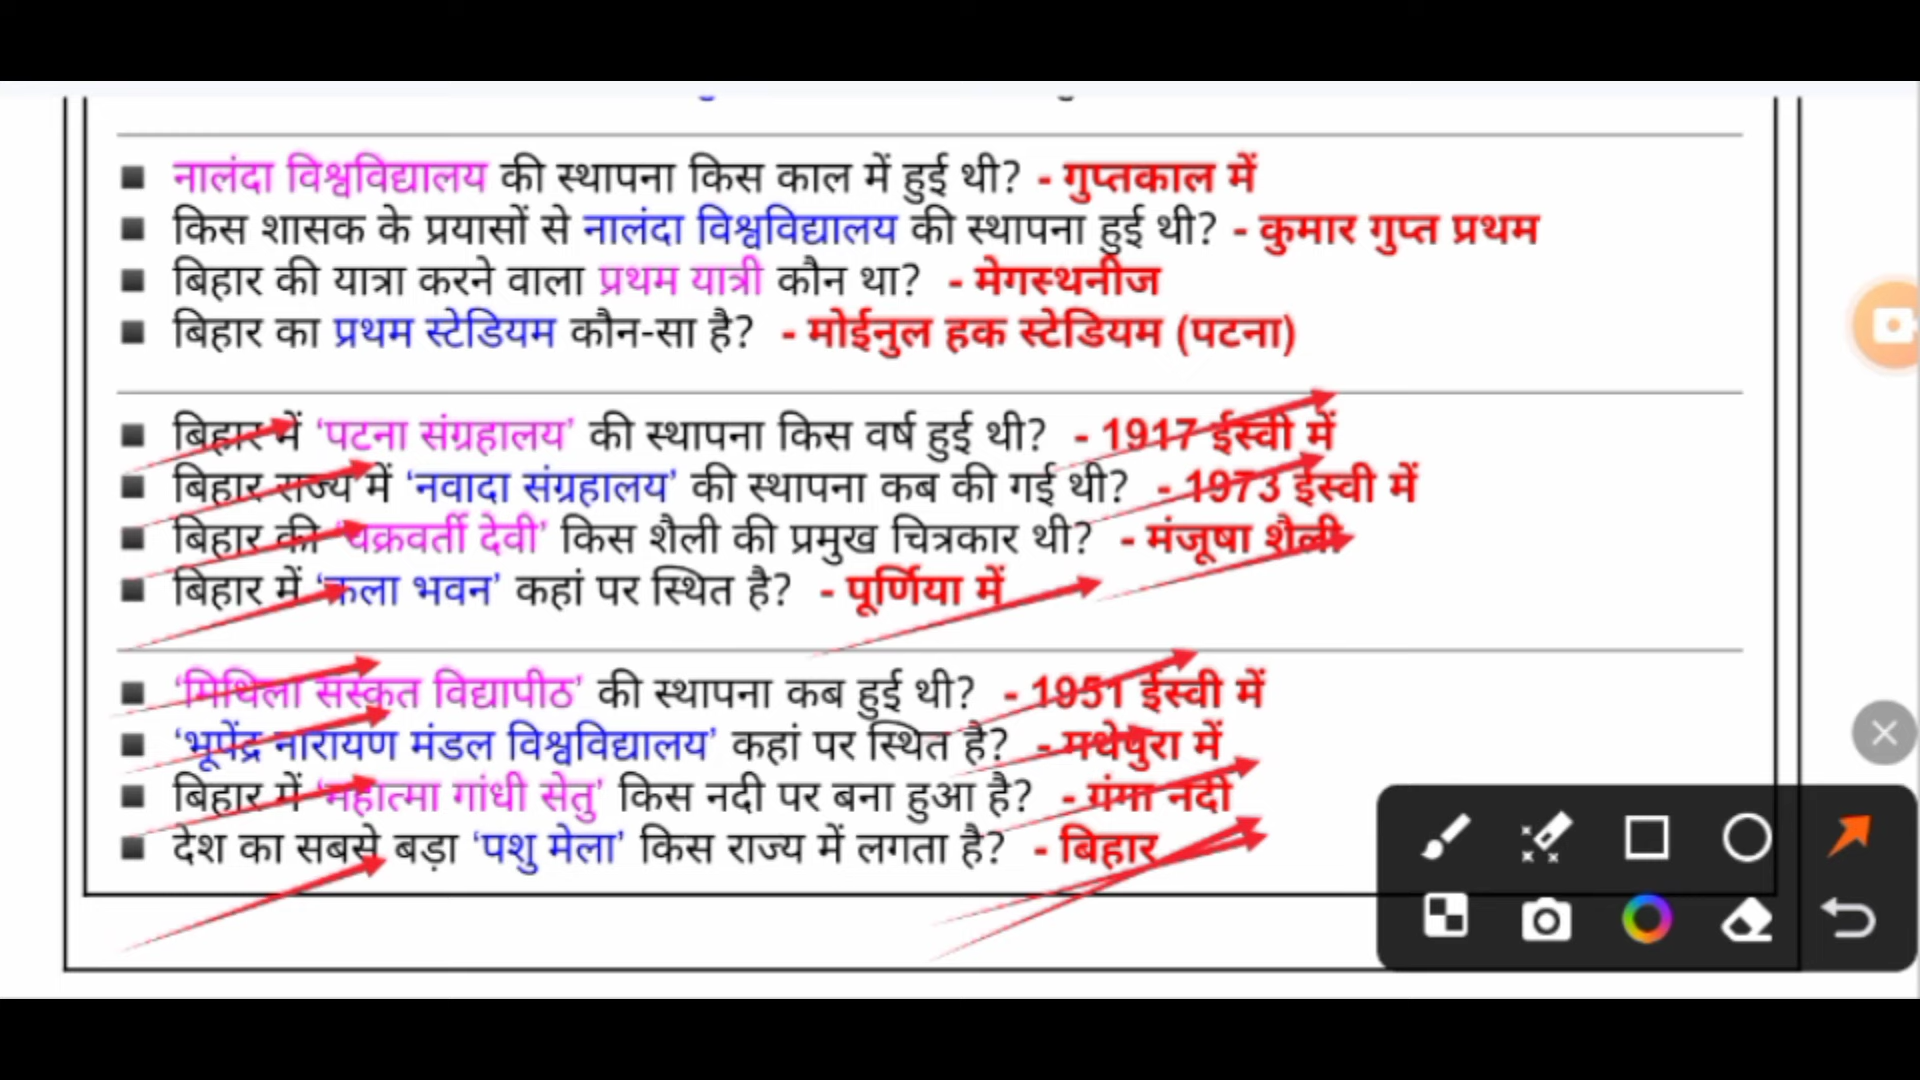 नालंदा विश्वविद्यालय की स्थापना किस काल में हुई थी? - गुप्तकाल में
किस शासक के प्रयासों से नालंदा विश्वविद्यालय की स्थापना हुई थी? - कुमार गुप्त प्रथम
बिहार की यात्रा करने वाला प्रथम यात्री कौन था? - मेगस्थनीज
बिहार का प्रथम स्टेडियम कौन-सा है? - मोईनुल हक स्टेडियम (पटना)
बिहार में ‘पटना संग्रहालय’ की स्थापना किस वर्ष हुई थी? - 1917 ईस्वी में
बिहार राज्य में ‘नवादा संग्रहालय’ की स्थापना कब की गई थी? - 1973 ईस्वी में
बिहार की ‘चक्रवर्ती देवी’ किस शैली की प्रमुख चित्रकार थी? - मंजूषा शैली
बिहार में ‘कला भवन’ कहां पर स्थित है? - पूर्णिया में
‘मिथिला संस्कृत विद्यापीठ’ की स्थापना कब हुई थी? - 1951 ईस्वी में
‘भूपेंद्र नारायण मंडल विश्वविद्यालय’ कहां पर स्थित है? - मधेपुरा में
बिहार में ‘महात्मा गांधी सेतु’ किस नदी पर बना हुआ है? - गंगा नदी
देश का सबसे बड़ा ‘पशु मेला’ किस राज्य में लगता है? - बिहार